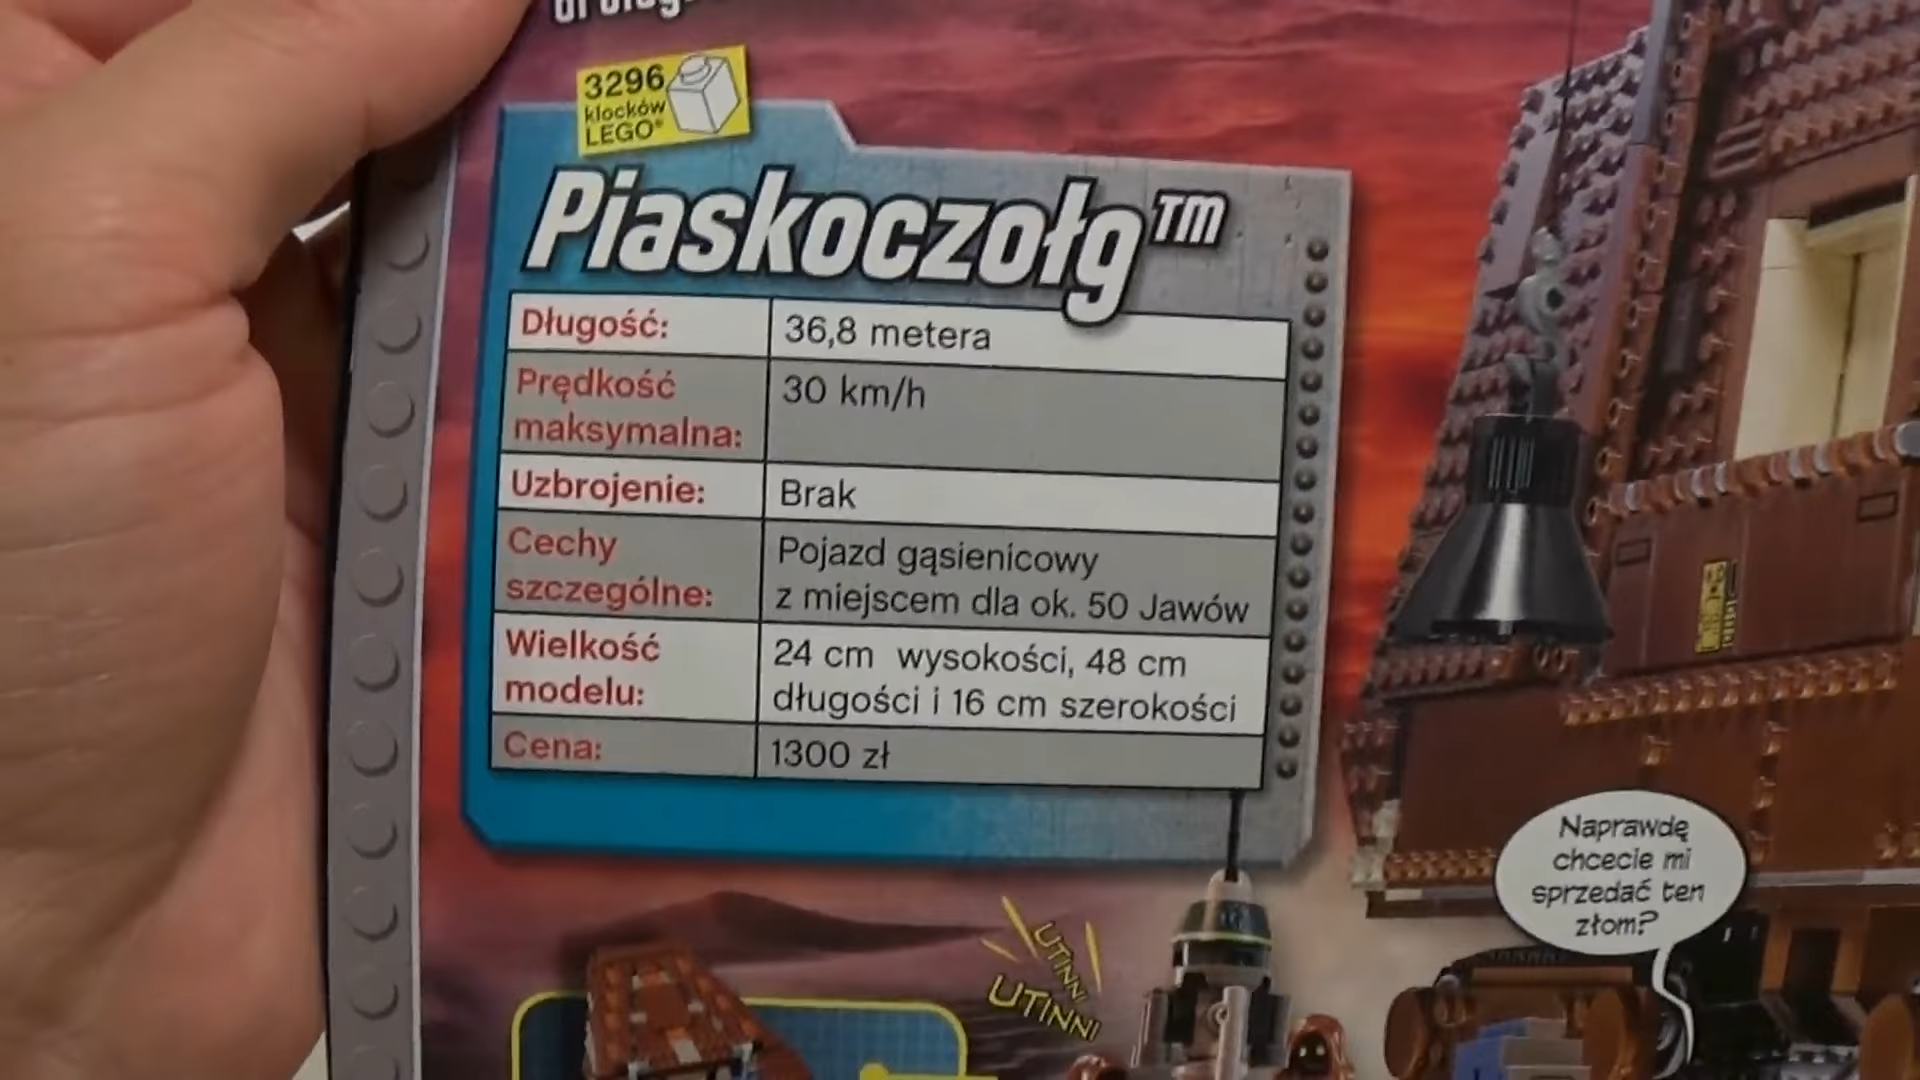 3296
klocków
LEGO®
Piaskoczołg™
Długość: 36,8 metera
Prędkość maksymalna: 30 km/h
Uzbrojenie: Brak
Cechy szczególne: Pojazd gąsienicowy
z miejscem dla ok. 50 Jawów
Wielkość modelu: 24 cm wysokości, 48 cm
długości i 16 cm szerokości
Cena: 1300 zł
UTINNI
UTINNI
Naprawdę
chcecie mi
sprzedać ten
złom?